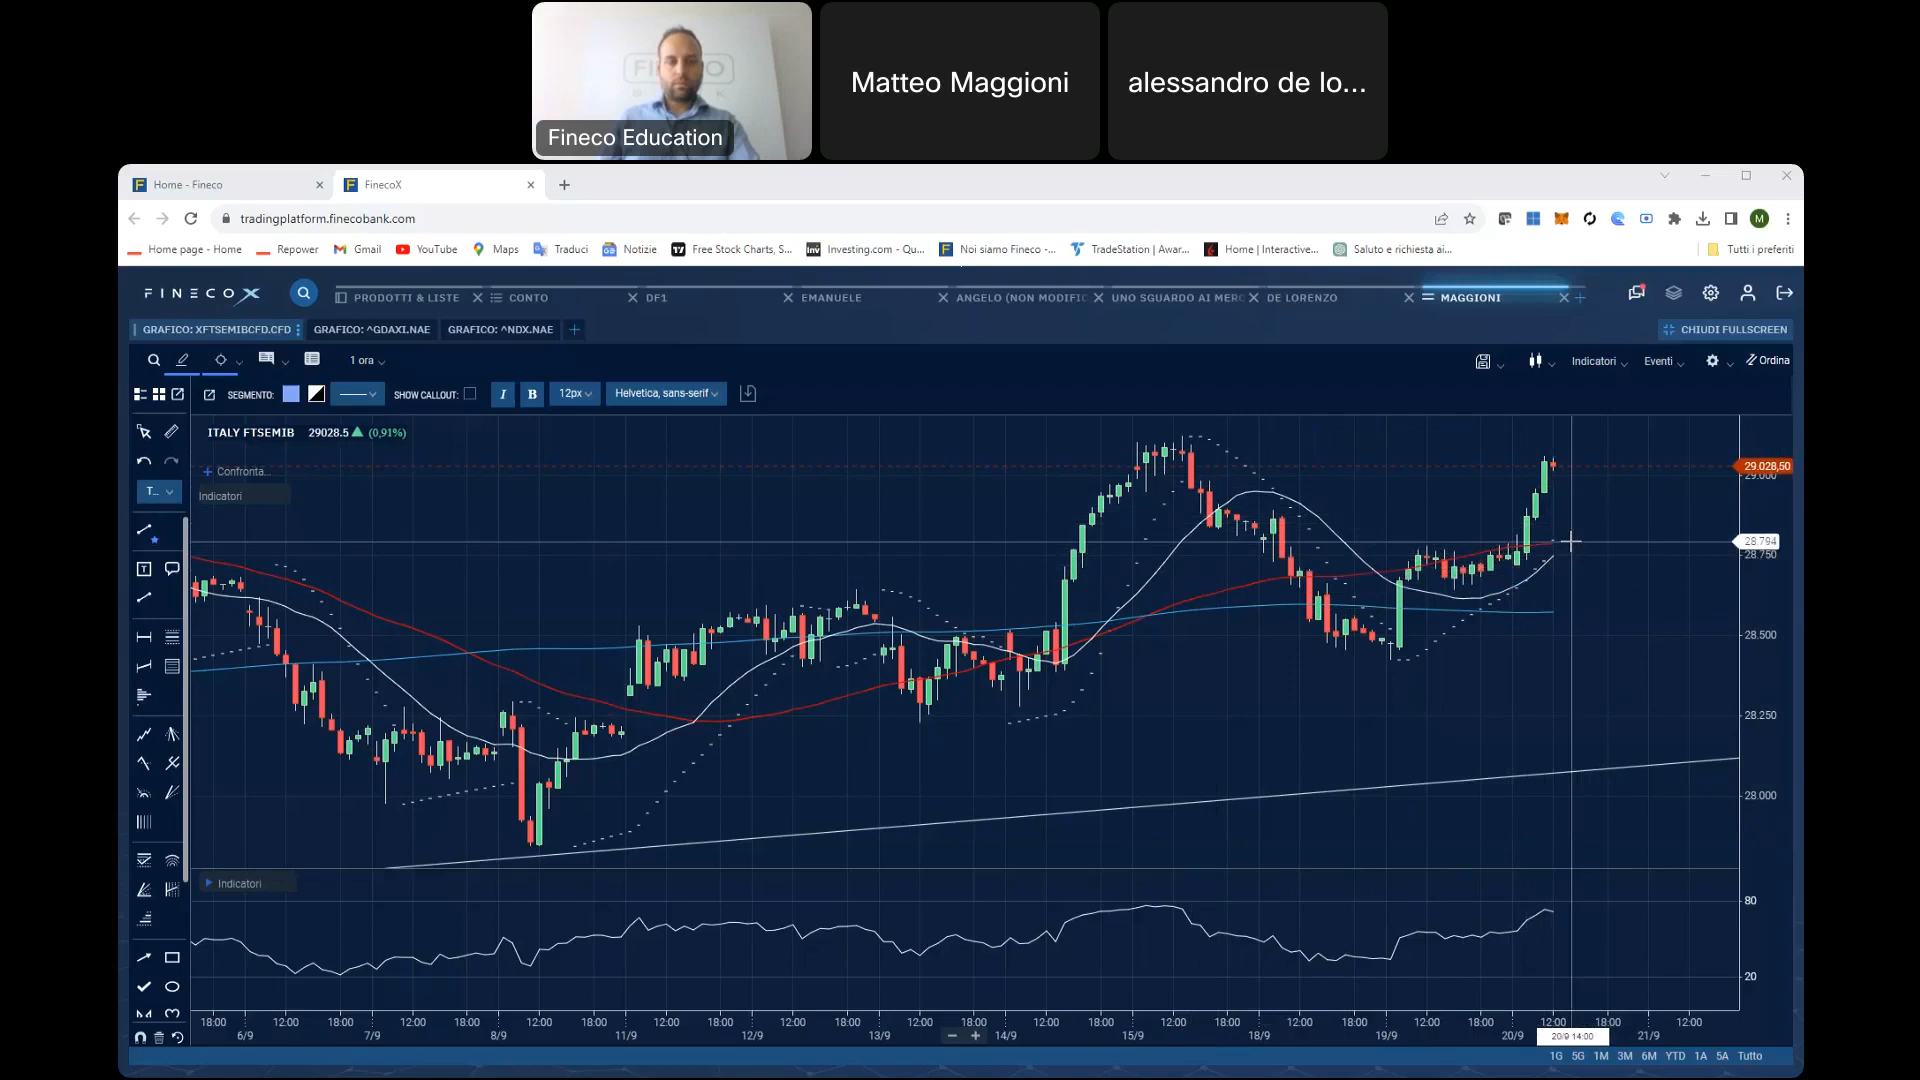 FINECO
BANK
Fineco Education
Matteo Maggioni
alessandro de lo...
Home - Fineco
FinecoX
tradingplatform.finecobank.com
Home page - Home
Repower
Gmail
YouTube
Maps
Traduci
Notizie
Free Stock Charts, S...
Investing.com - Qu...
Noi siamo Fineco -...
TradeStation | Awar...
Home | Interactive...
Saluto e richiesta ai...
Tutti i preferiti
FINECOX
PRODOTTI & LISTE
CONTO
DF1
EMANUELE
ANGELO (NON MODIFIC
UNO SGUARDO AI MERC
DE LORENZO
MAGGIONI
GRAFICO: XFTSEMIBCFD.CFD
GRAFICO: ^GDAXI.NAE
GRAFICO: ^NDX.NAE
CHIUDI FULLSCREEN
1 ora
Indicatori
Eventi
Ordina
SEGMENTO:
SHOW CALLOUT:
I
B
12px
Helvetica, sans-serif
ITALY FTSEMIB 29028.5 (0,91%)
Confronta...
Indicatori
T...
29.028,50
29.000
28.794
28.750
28.500
28.250
28.000
Indicatori
80
20
18:00 12:00 18:00 12:00 18:00 12:00 18:00 12:00 18:00 12:00 18:00 12:00 18:00 12:00 18:00 12:00 18:00 12:00 18:00 12:00 18:00 12:00 18:00 12:00
6/9 7/9 8/9 11/9 12/9 13/9 14/9 15/9 18/9 19/9 20/9 20/9 14:00 21/9
1G 5G 1M 3M 6M YTD 1A 5A Tutto